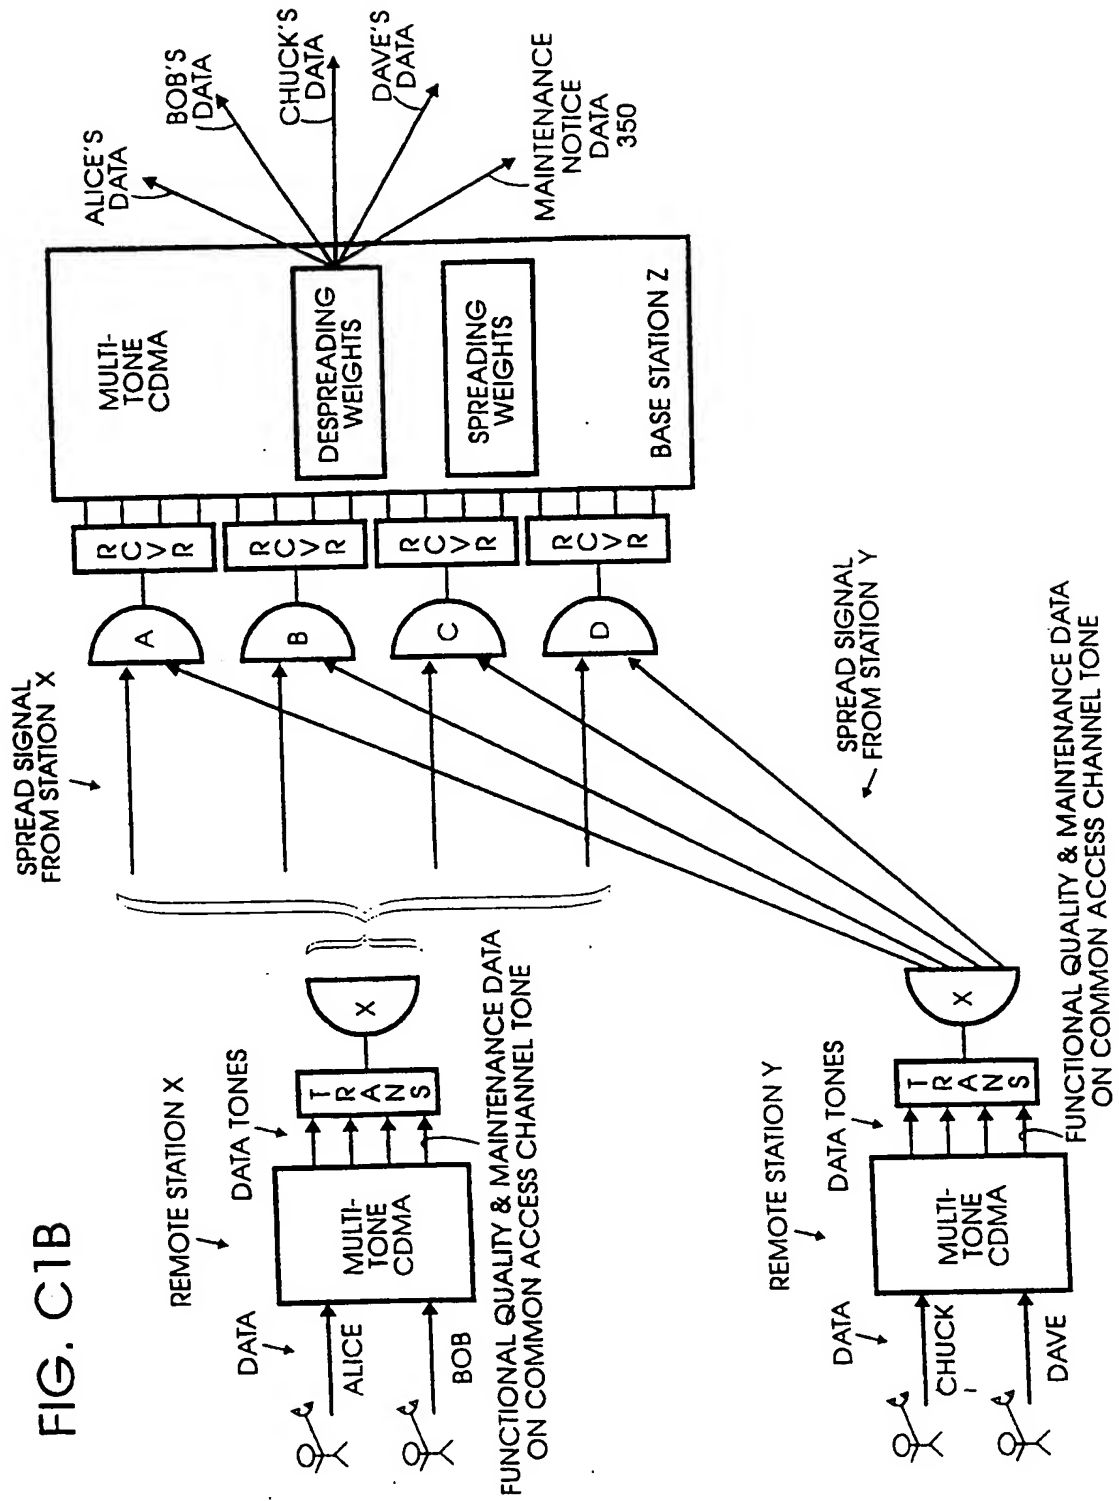 FIG. C1B
REMOTE STATION X
DATA
DATA TONES
ALICE
BOB
MULTI-
TONE
CDMA
TRANS
X
FUNCTIONAL QUALITY & MAINTENANCE DATA
ON COMMON ACCESS CHANNEL TONE
SPREAD SIGNAL
FROM STATION X
REMOTE STATION Y
DATA
DATA TONES
CHUCK
DAVE
MULTI-
TONE
CDMA
TRANS
X
FUNCTIONAL QUALITY & MAINTENANCE DATA
ON COMMON ACCESS CHANNEL TONE
SPREAD SIGNAL
FROM STATION Y
A
B
C
D
RCVR
RCVR
RCVR
RCVR
MULTI-
TONE
CDMA
DESPREADING
WEIGHTS
SPREADING
WEIGHTS
BASE STATION Z
ALICE'S
DATA
BOB'S
DATA
CHUCK'S
DATA
DAVE'S
DATA
MAINTENANCE
NOTICE
DATA
350